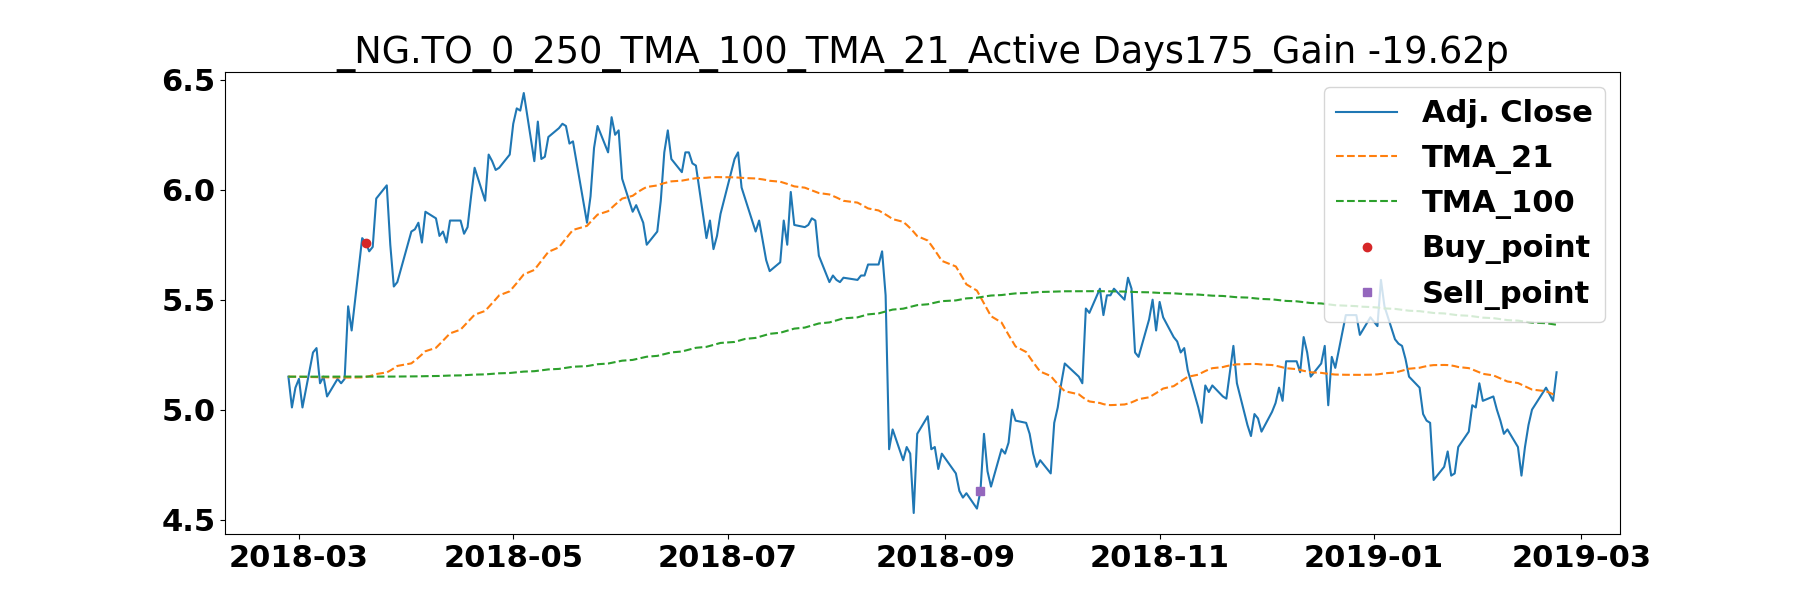 _NG.TO_0_250_TMA_100_TMA_21_Active Days175_Gain -19.62p
6.5
6.0
5.5
5.0
4.5
Adj. Close
TMA_21
TMA_100
Buy_point
Sell_point
2018-03 2018-05 2018-07 2018-09 2018-11 2019-01 2019-03